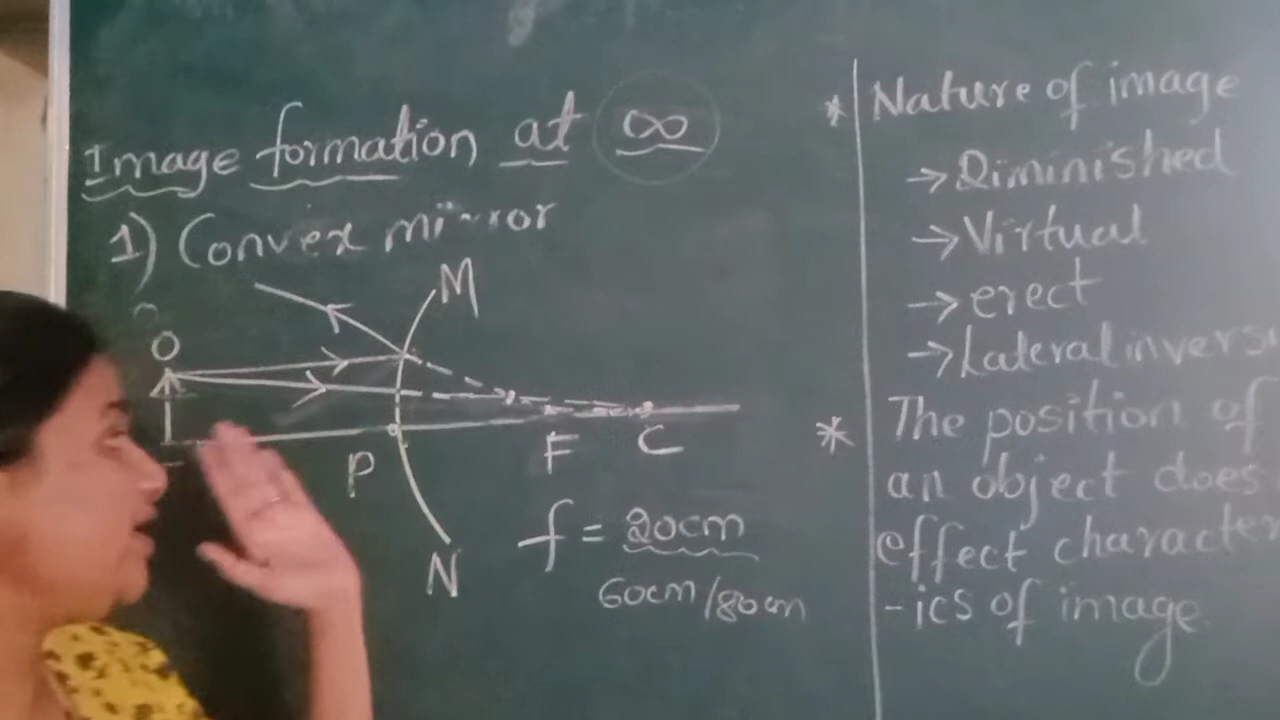 Image formation at ∞
1) Convex mirror
M
O
P
F
C
N
f = 20cm
60cm/80cm
* Nature of image
→ Diminished
→ Virtual
→ erect
→ Lateral inversi
* The position of
an object does
effect character
-ics of image